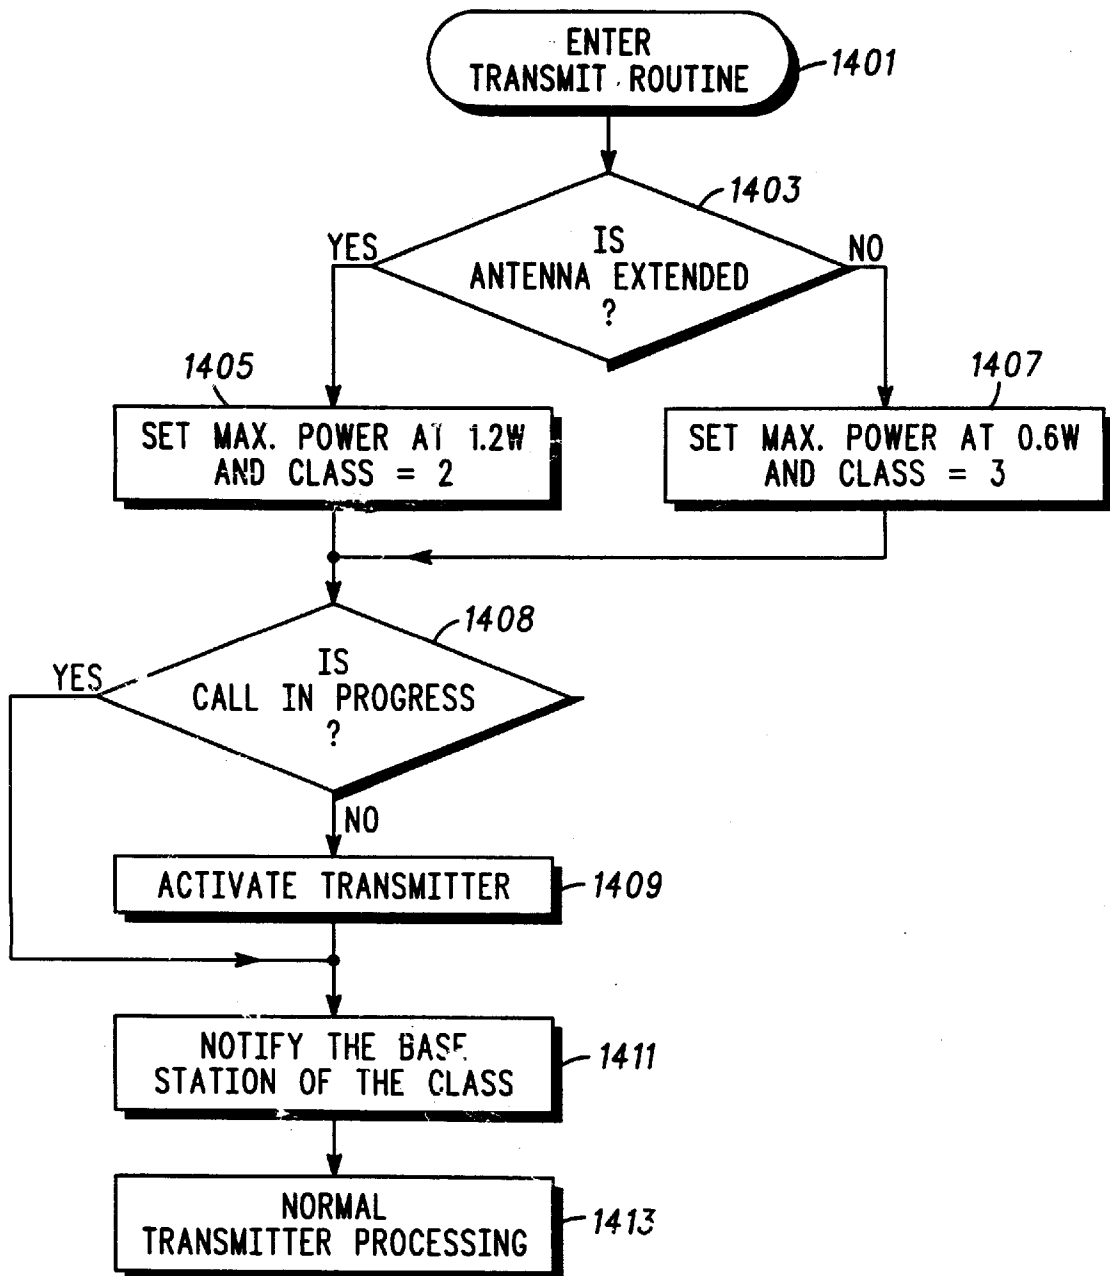 ENTER
TRANSMIT ROUTINE
1401
1403
IS
ANTENNA EXTENDED
?
YES
NO
1405
SET MAX. POWER AT 1.2W
AND CLASS = 2
1407
SET MAX. POWER AT 0.6W
AND CLASS = 3
1408
IS
CALL IN PROGRESS
?
YES
NO
ACTIVATE TRANSMITTER
1409
NOTIFY THE BASE
STATION OF THE CLASS
1411
NORMAL
TRANSMITTER PROCESSING
1413